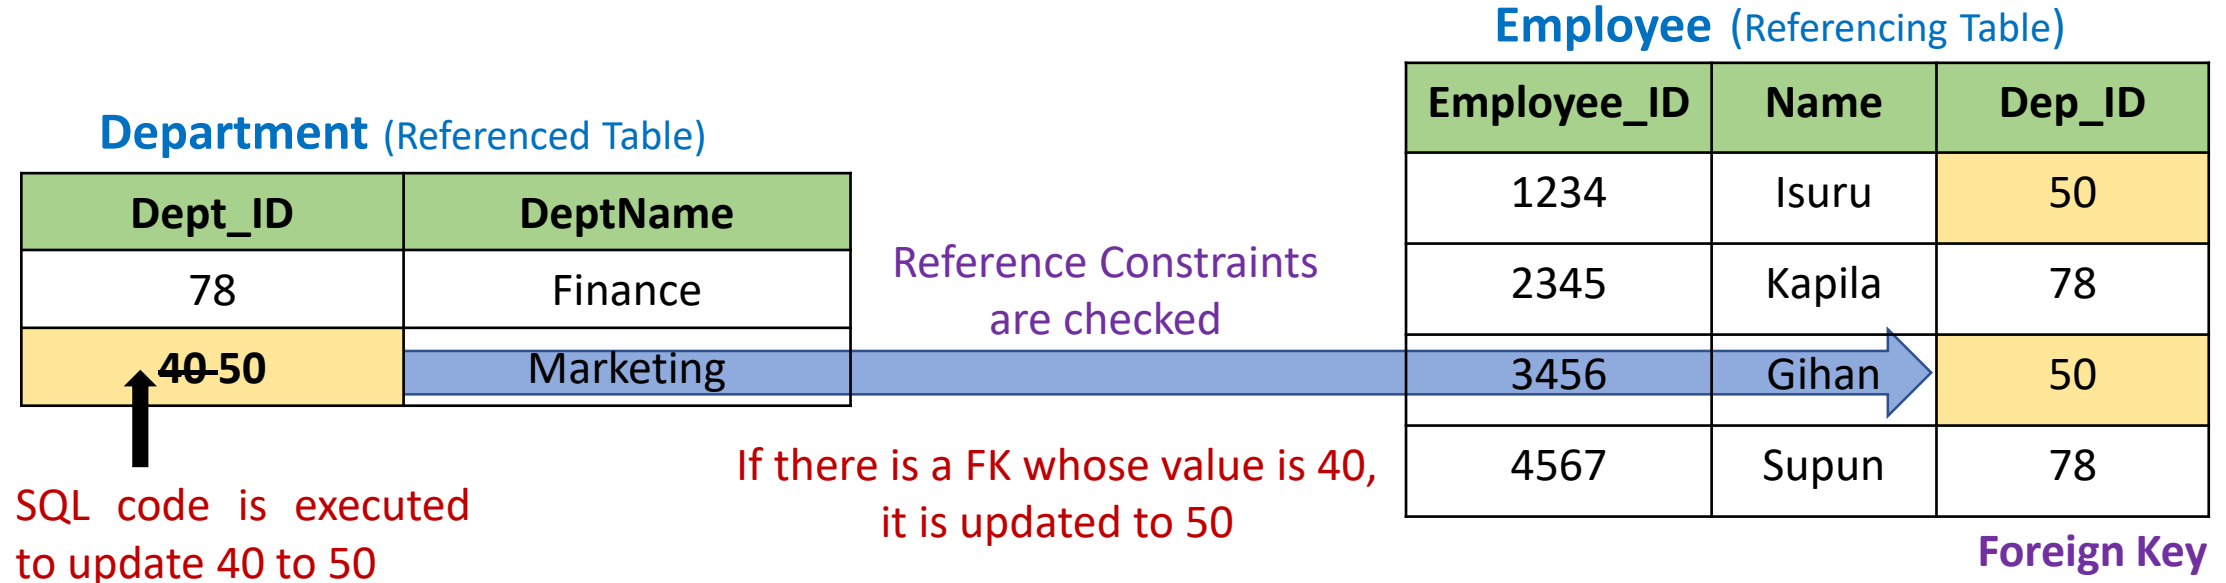 Department (Referenced Table)
Dept_ID DeptName
78 Finance
40 50 Marketing
SQL code is executed
to update 40 to 50
Reference Constraints
are checked
If there is a FK whose value is 40,
it is updated to 50
Employee (Referencing Table)
Employee_ID Name Dep_ID
1234 Isuru 50
2345 Kapila 78
3456 Gihan 50
4567 Supun 78
Foreign Key